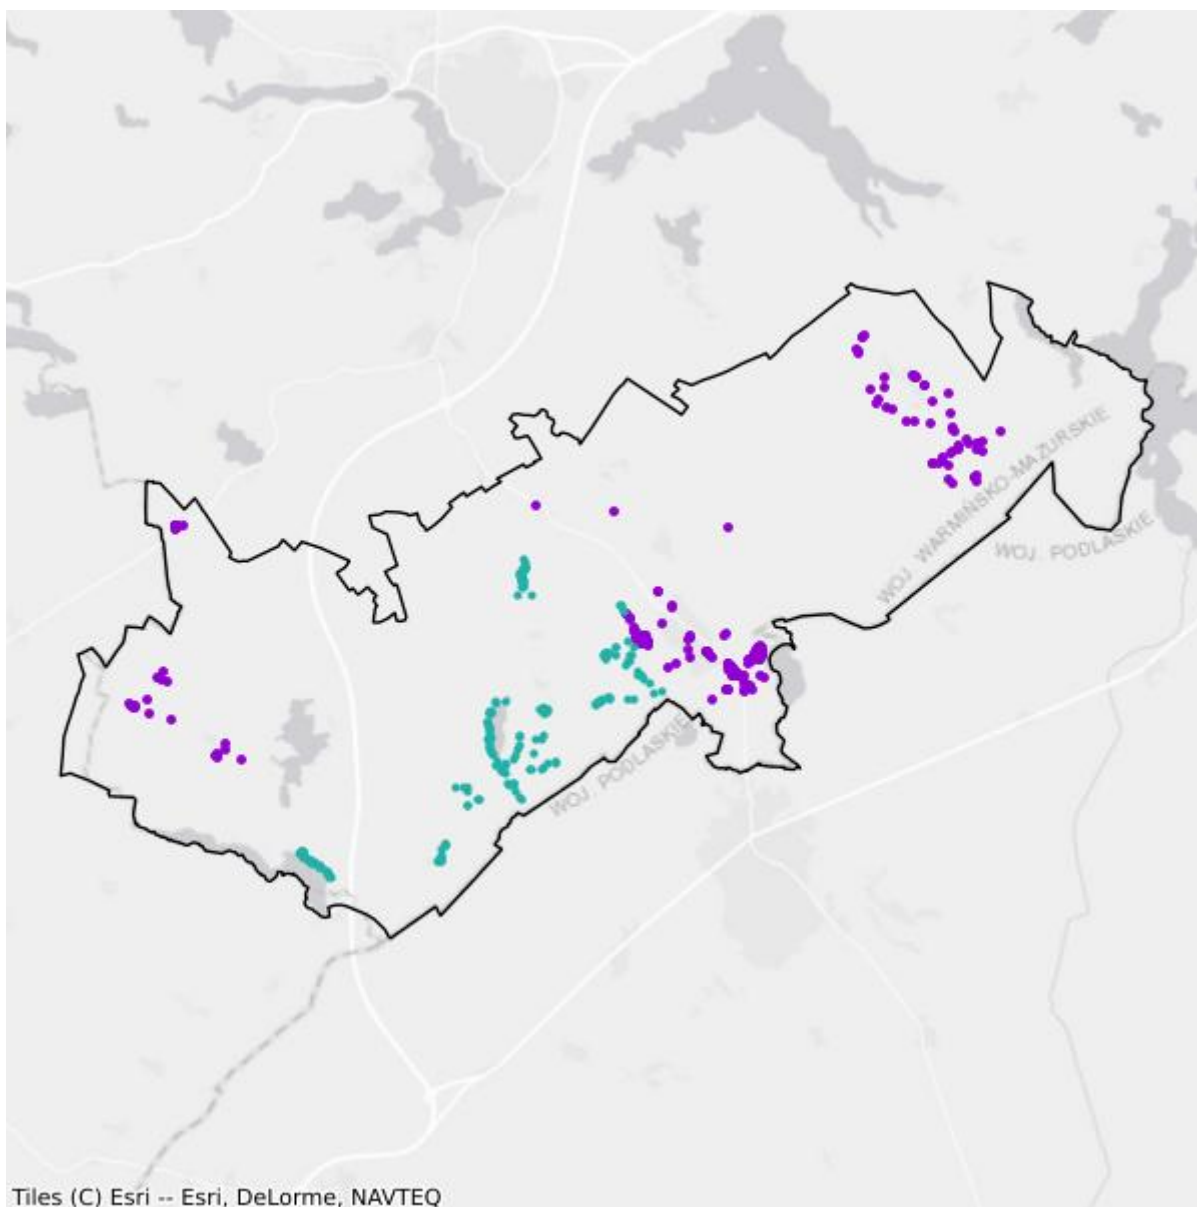 WOJ. WARMIŃSKO-MAZURSKIE
WOJ. PODLASKIE
WOJ. PODLASKIE
Tiles (C) Esri -- Esri, DeLorme, NAVTEQ